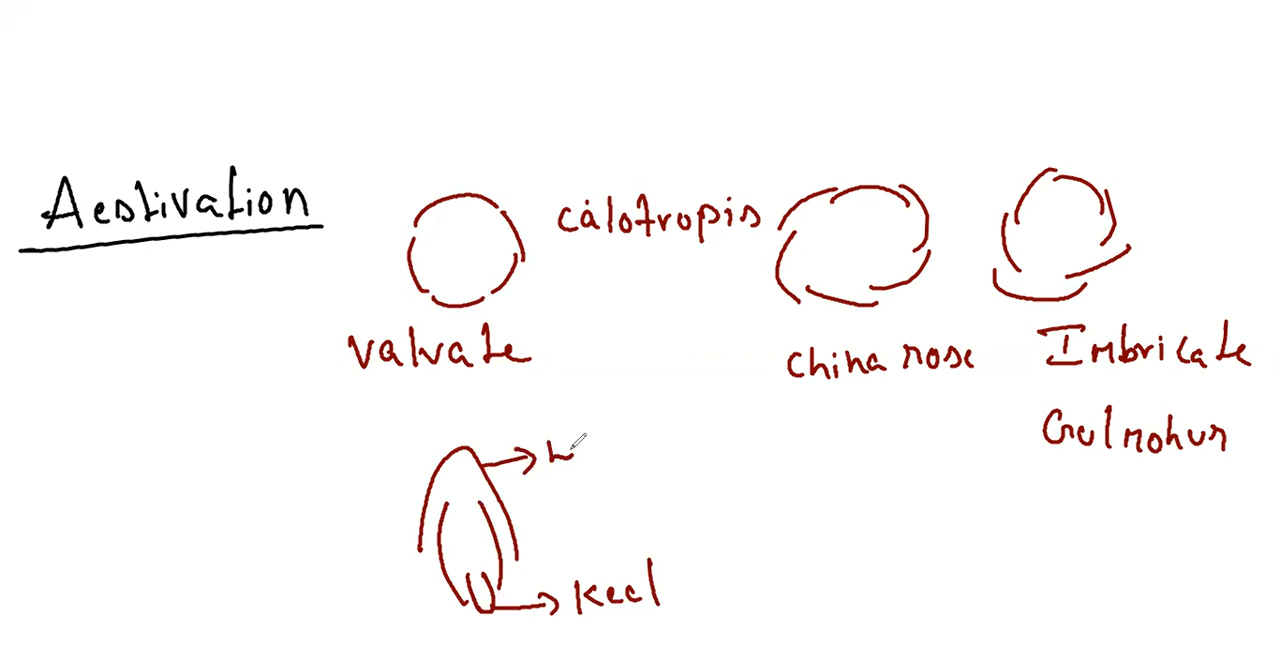 Aestivation
calotropis
valvate
china rose
Imbricate
Gulmohur
Keel